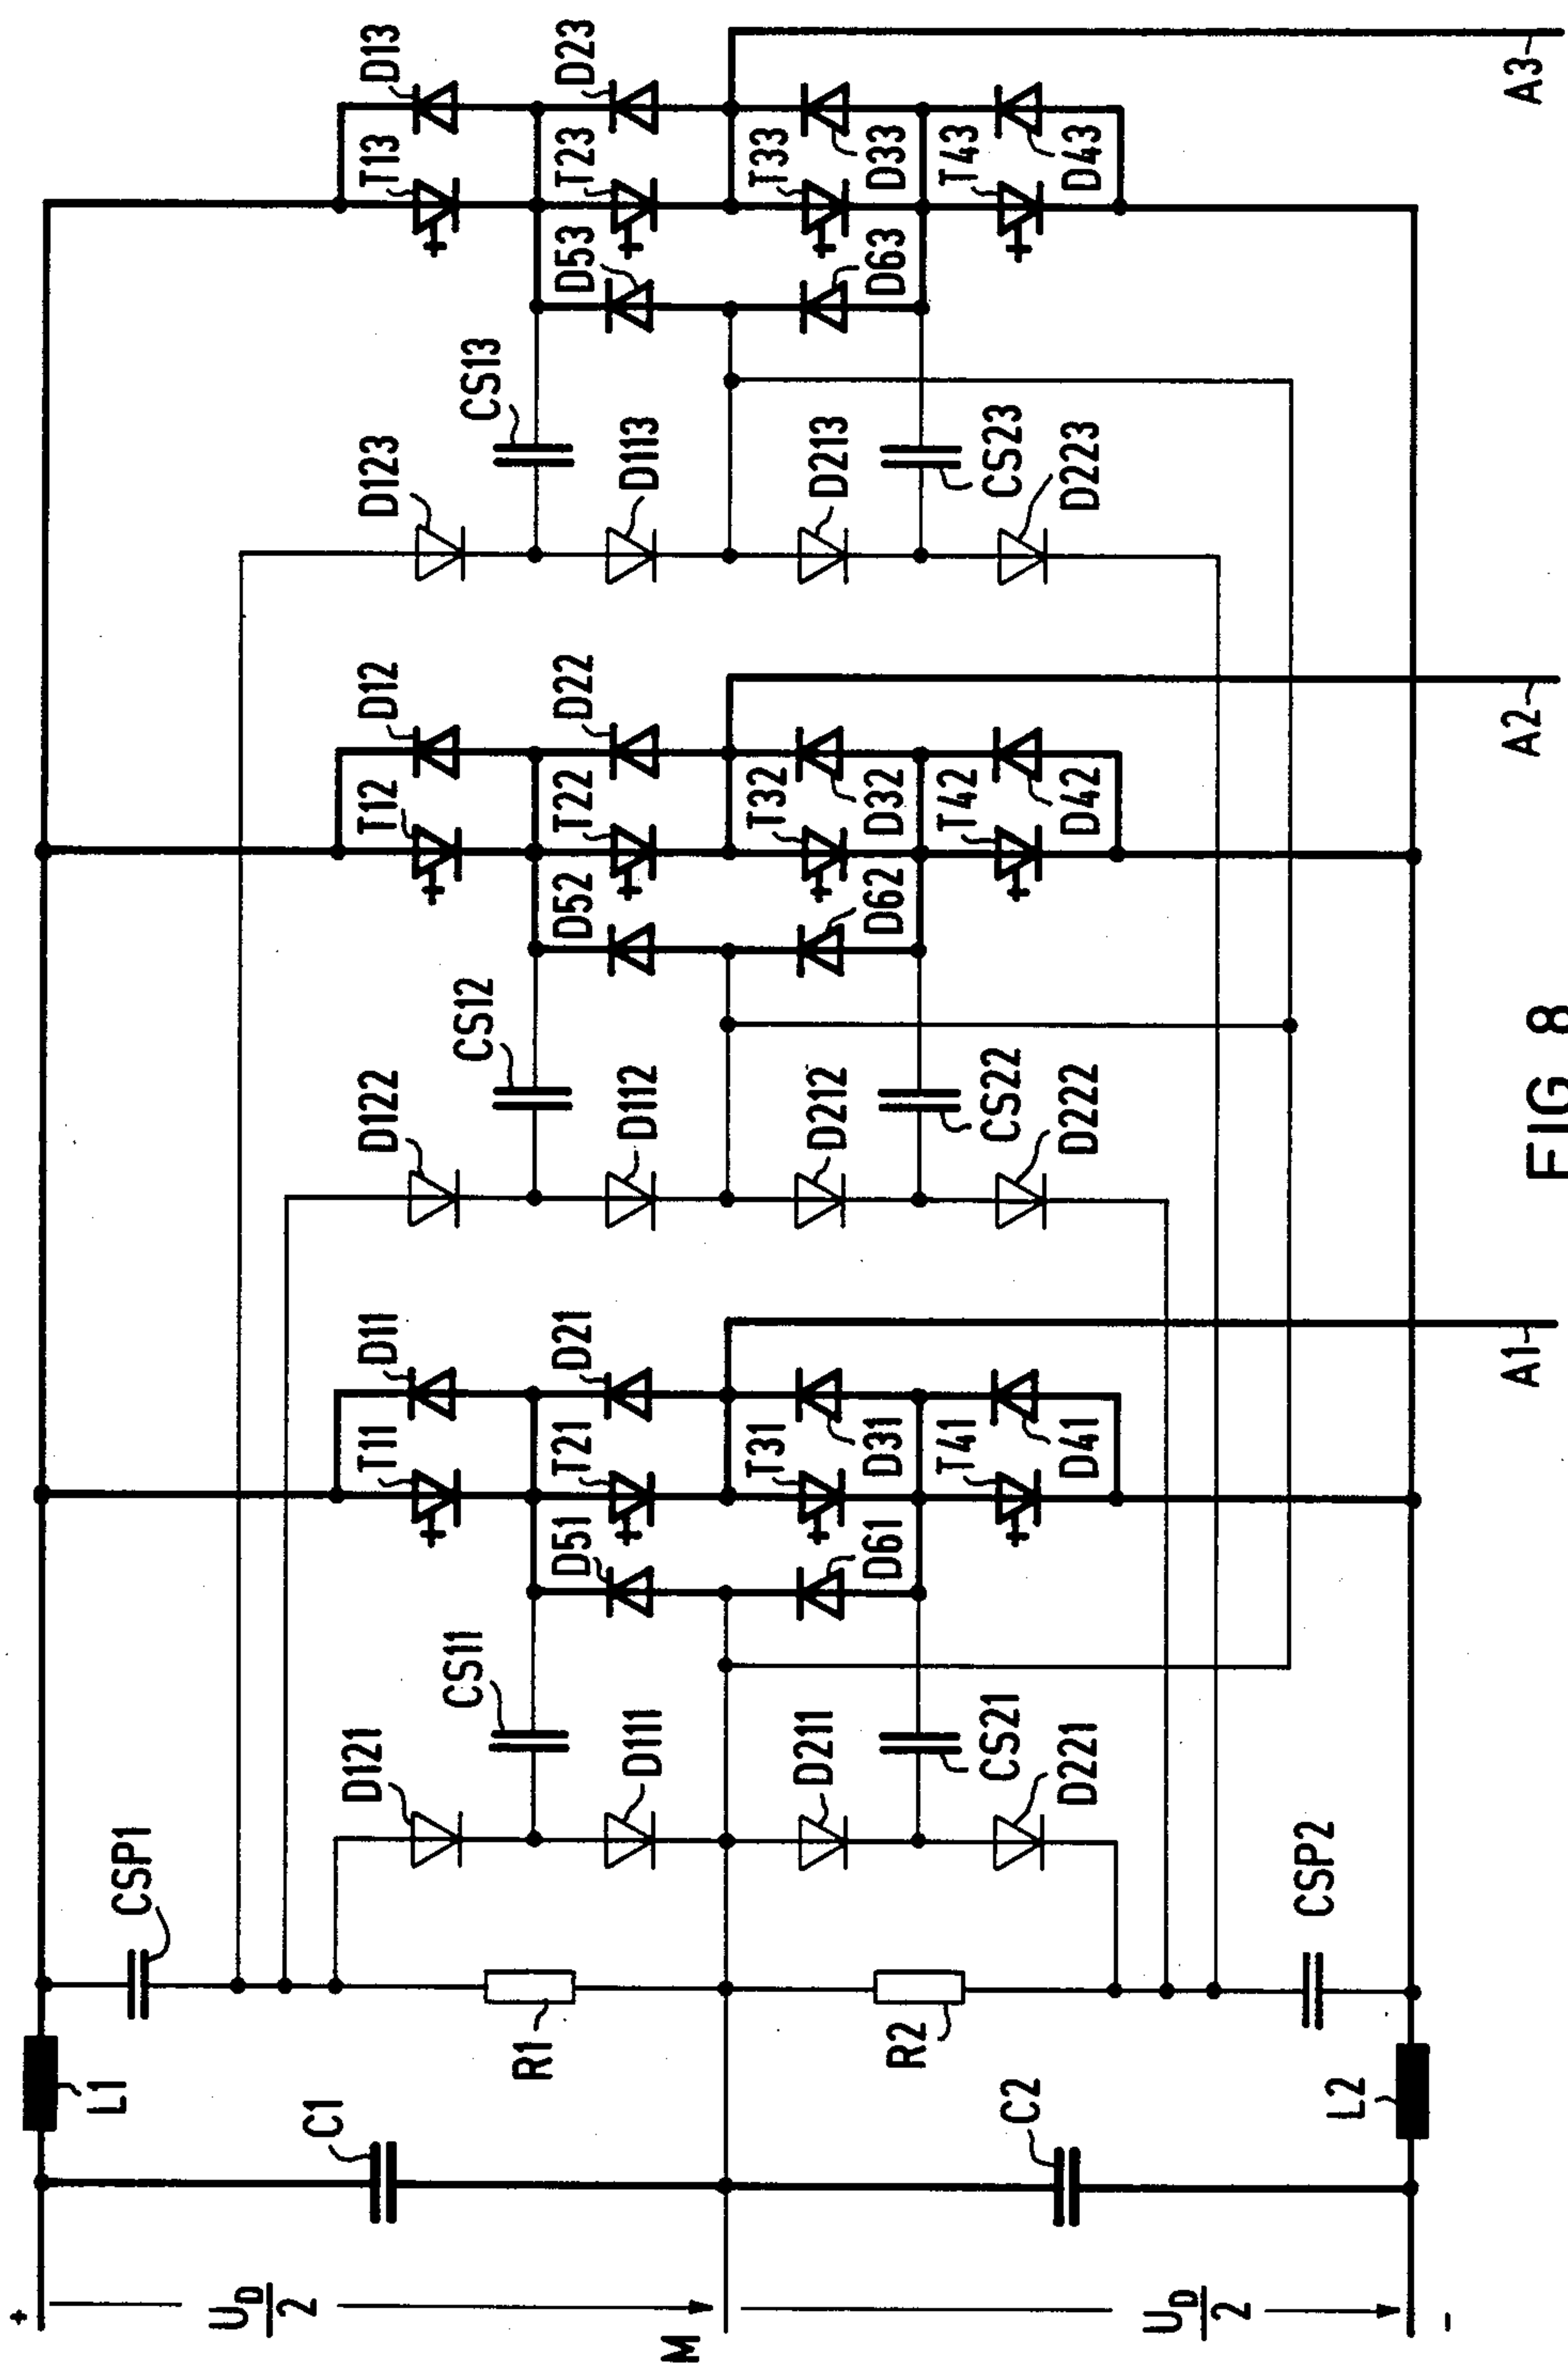 +
U_D/2
M
U_D/2
-
C1
C2
L1
L2
CSP1
R1
R2
CSP2
D121
D111
D211
D221
CS11
CS21
D51
D61
T11
T21
T31
T41
D11
D21
D31
D41
A1
D122
D112
D212
D222
CS12
CS22
D52
D62
T12
T22
T32
T42
D12
D22
D32
D42
A2
D123
D113
D213
D223
CS13
CS23
D53
D63
T13
T23
T33
T43
D13
D23
D33
D43
A3
FIG 8